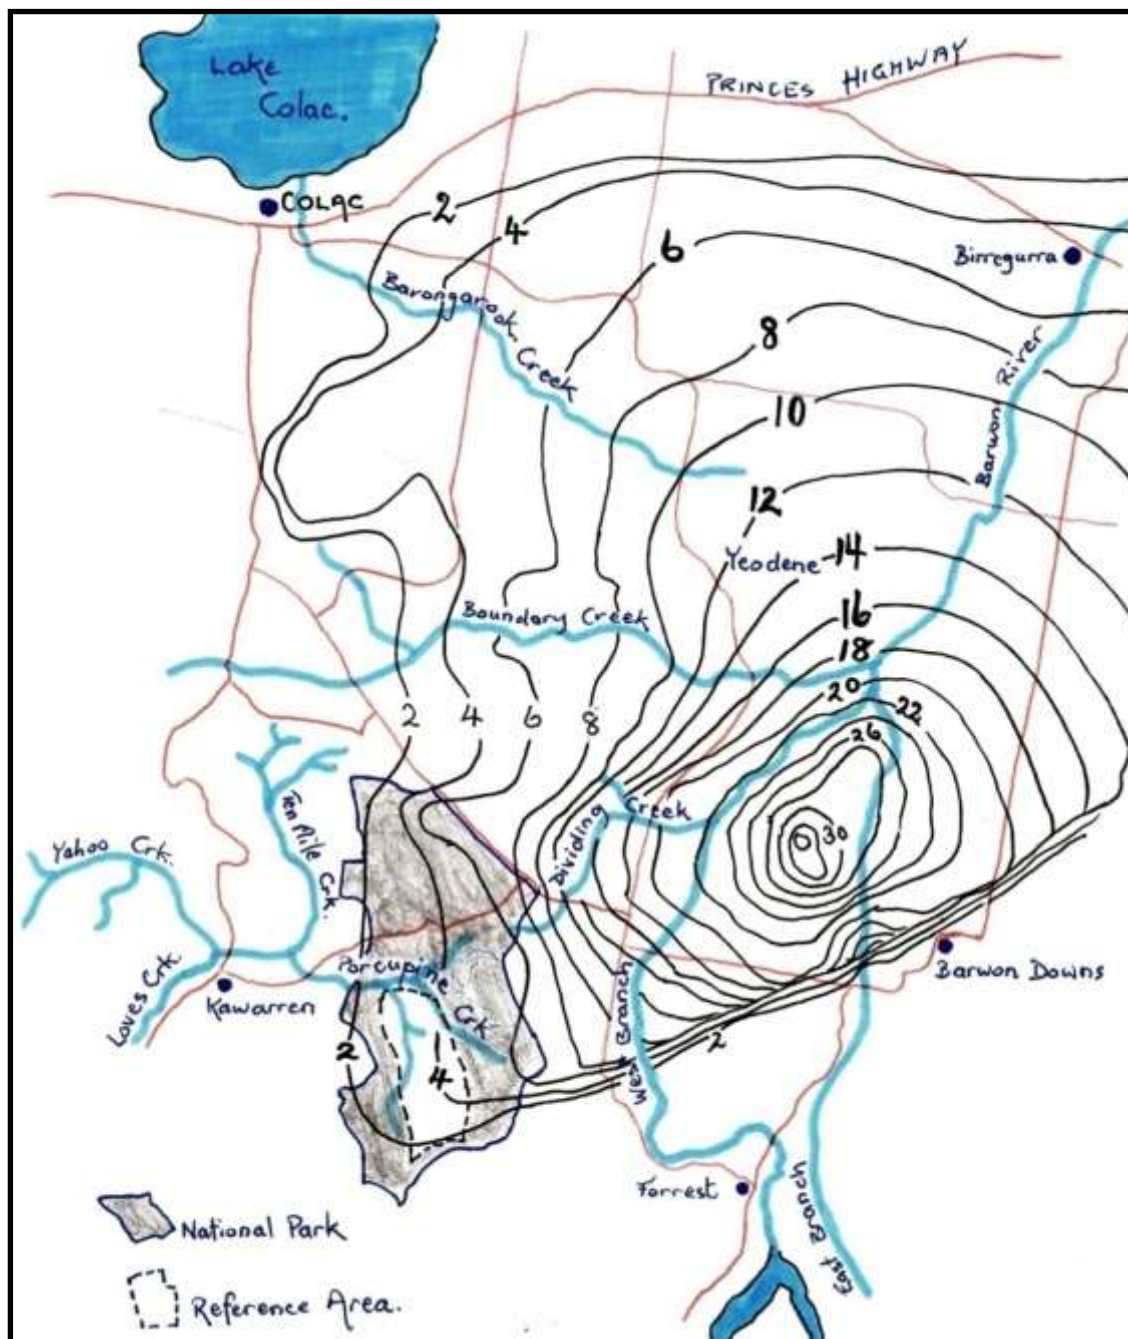 Lake
Colac.
PRINCES HIGHWAY
COLAC
2
4
6
Birregurra
Barongarook
Creek
8
Barwon River
10
12
Yeodene
14
16
Boundary Creek
18
20
22
2
4
6
8
26
Ten Mile Crk.
Dividing Creek
30
Yahoo Crk.
Porcupine Crk.
Barwon Downs
Loves Crk.
Kawarren
West Branch
2
2
4
Forrest
East Branch
National Park
Reference Area.